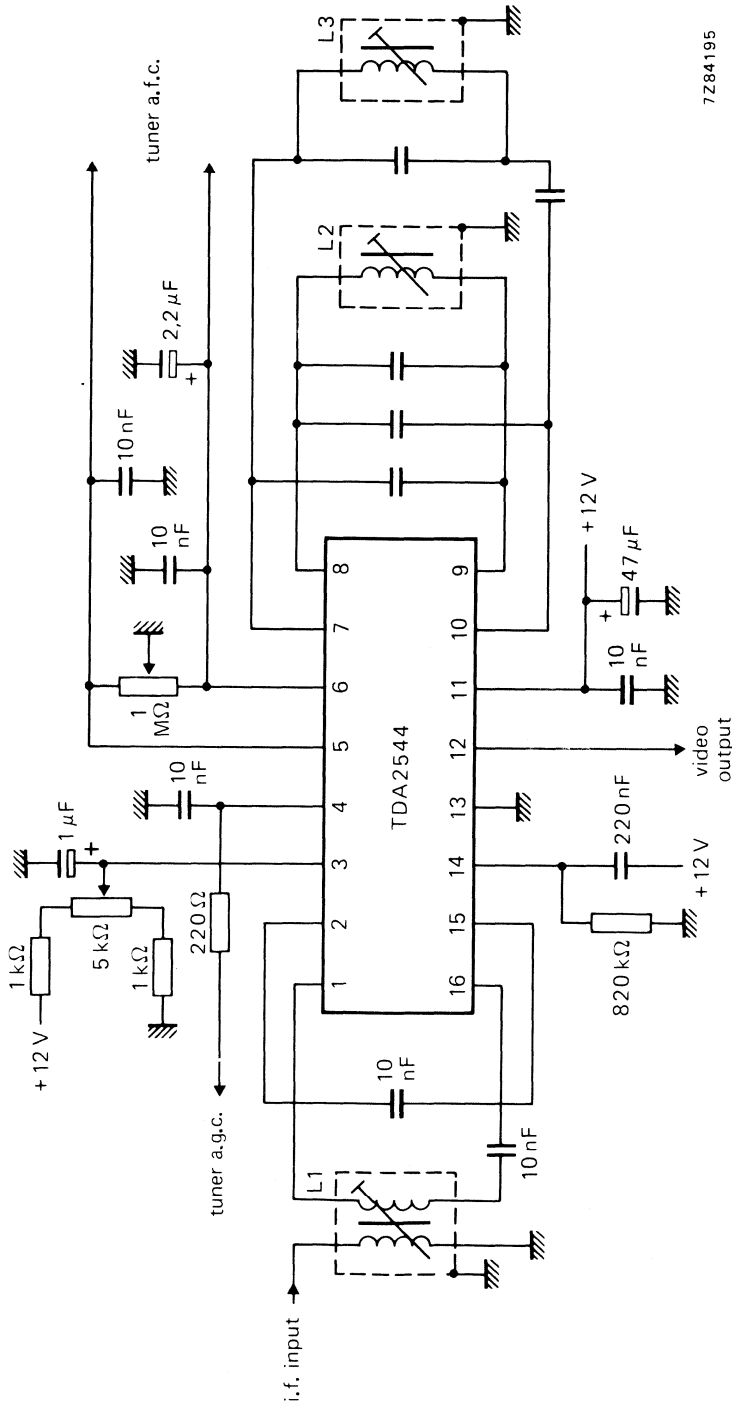 +12 V
1 kΩ
5 kΩ
1 kΩ
1 µF
+
tuner a.g.c.
220 Ω
10
nF
1
MΩ
10
nF
10 nF
2,2 µF
+
tuner a.f.c.
i.f. input
L1
10
nF
10 nF
1
2
3
4
5
6
7
8
TDA2544
16
15
14
13
12
11
10
9
820 kΩ
220 nF
+12 V
video
output
10
nF
+
47 µF
+12 V
L2
L3
7Z84195